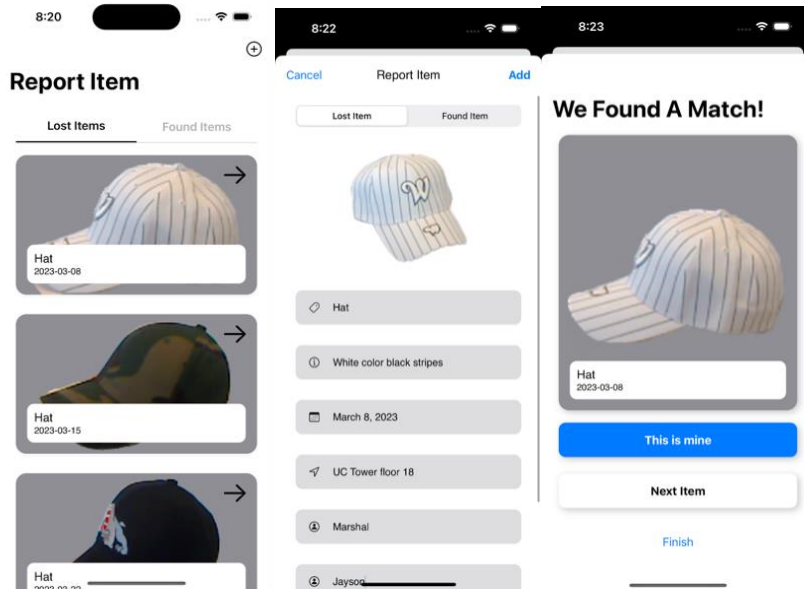 8:20
Report Item
Lost Items
Found Items
Hat
2023-03-08
Hat
2023-03-15
Hat
8:22
Cancel
Report Item
Add
Lost Item
Found Item
W
Hat
White color black stripes
March 8, 2023
UC Tower floor 18
Marshal
Jayson
8:23
We Found A Match!
Hat
2023-03-08
This is mine
Next Item
Finish